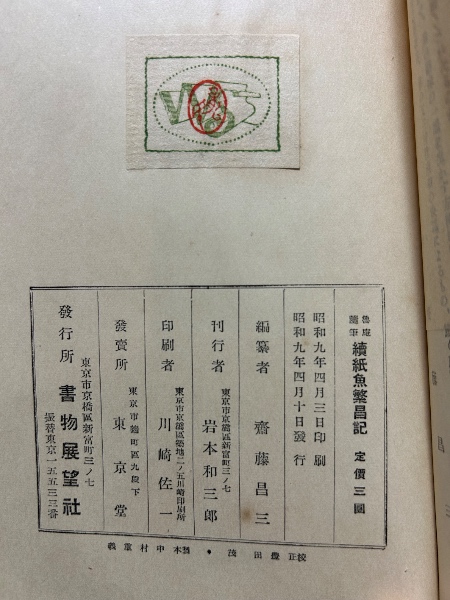 魯庵隨筆 續紙魚繁昌記 定價三圓
昭和九年四月三日印刷
昭和九年四月十日發行
編纂者 齋藤昌三
東京市京橋區新富町三ノ七
刊行者 岩本和三郎
東京市京橋區築地二ノ五川崎印刷所
印刷者 川崎佐一
東京市麴町區九段下
發賣所 東京堂
東京市京橋區新富町三ノ七
發行所 書物展望社
振替東京一五五三三番
校正豊田茂 * 製本中村重義